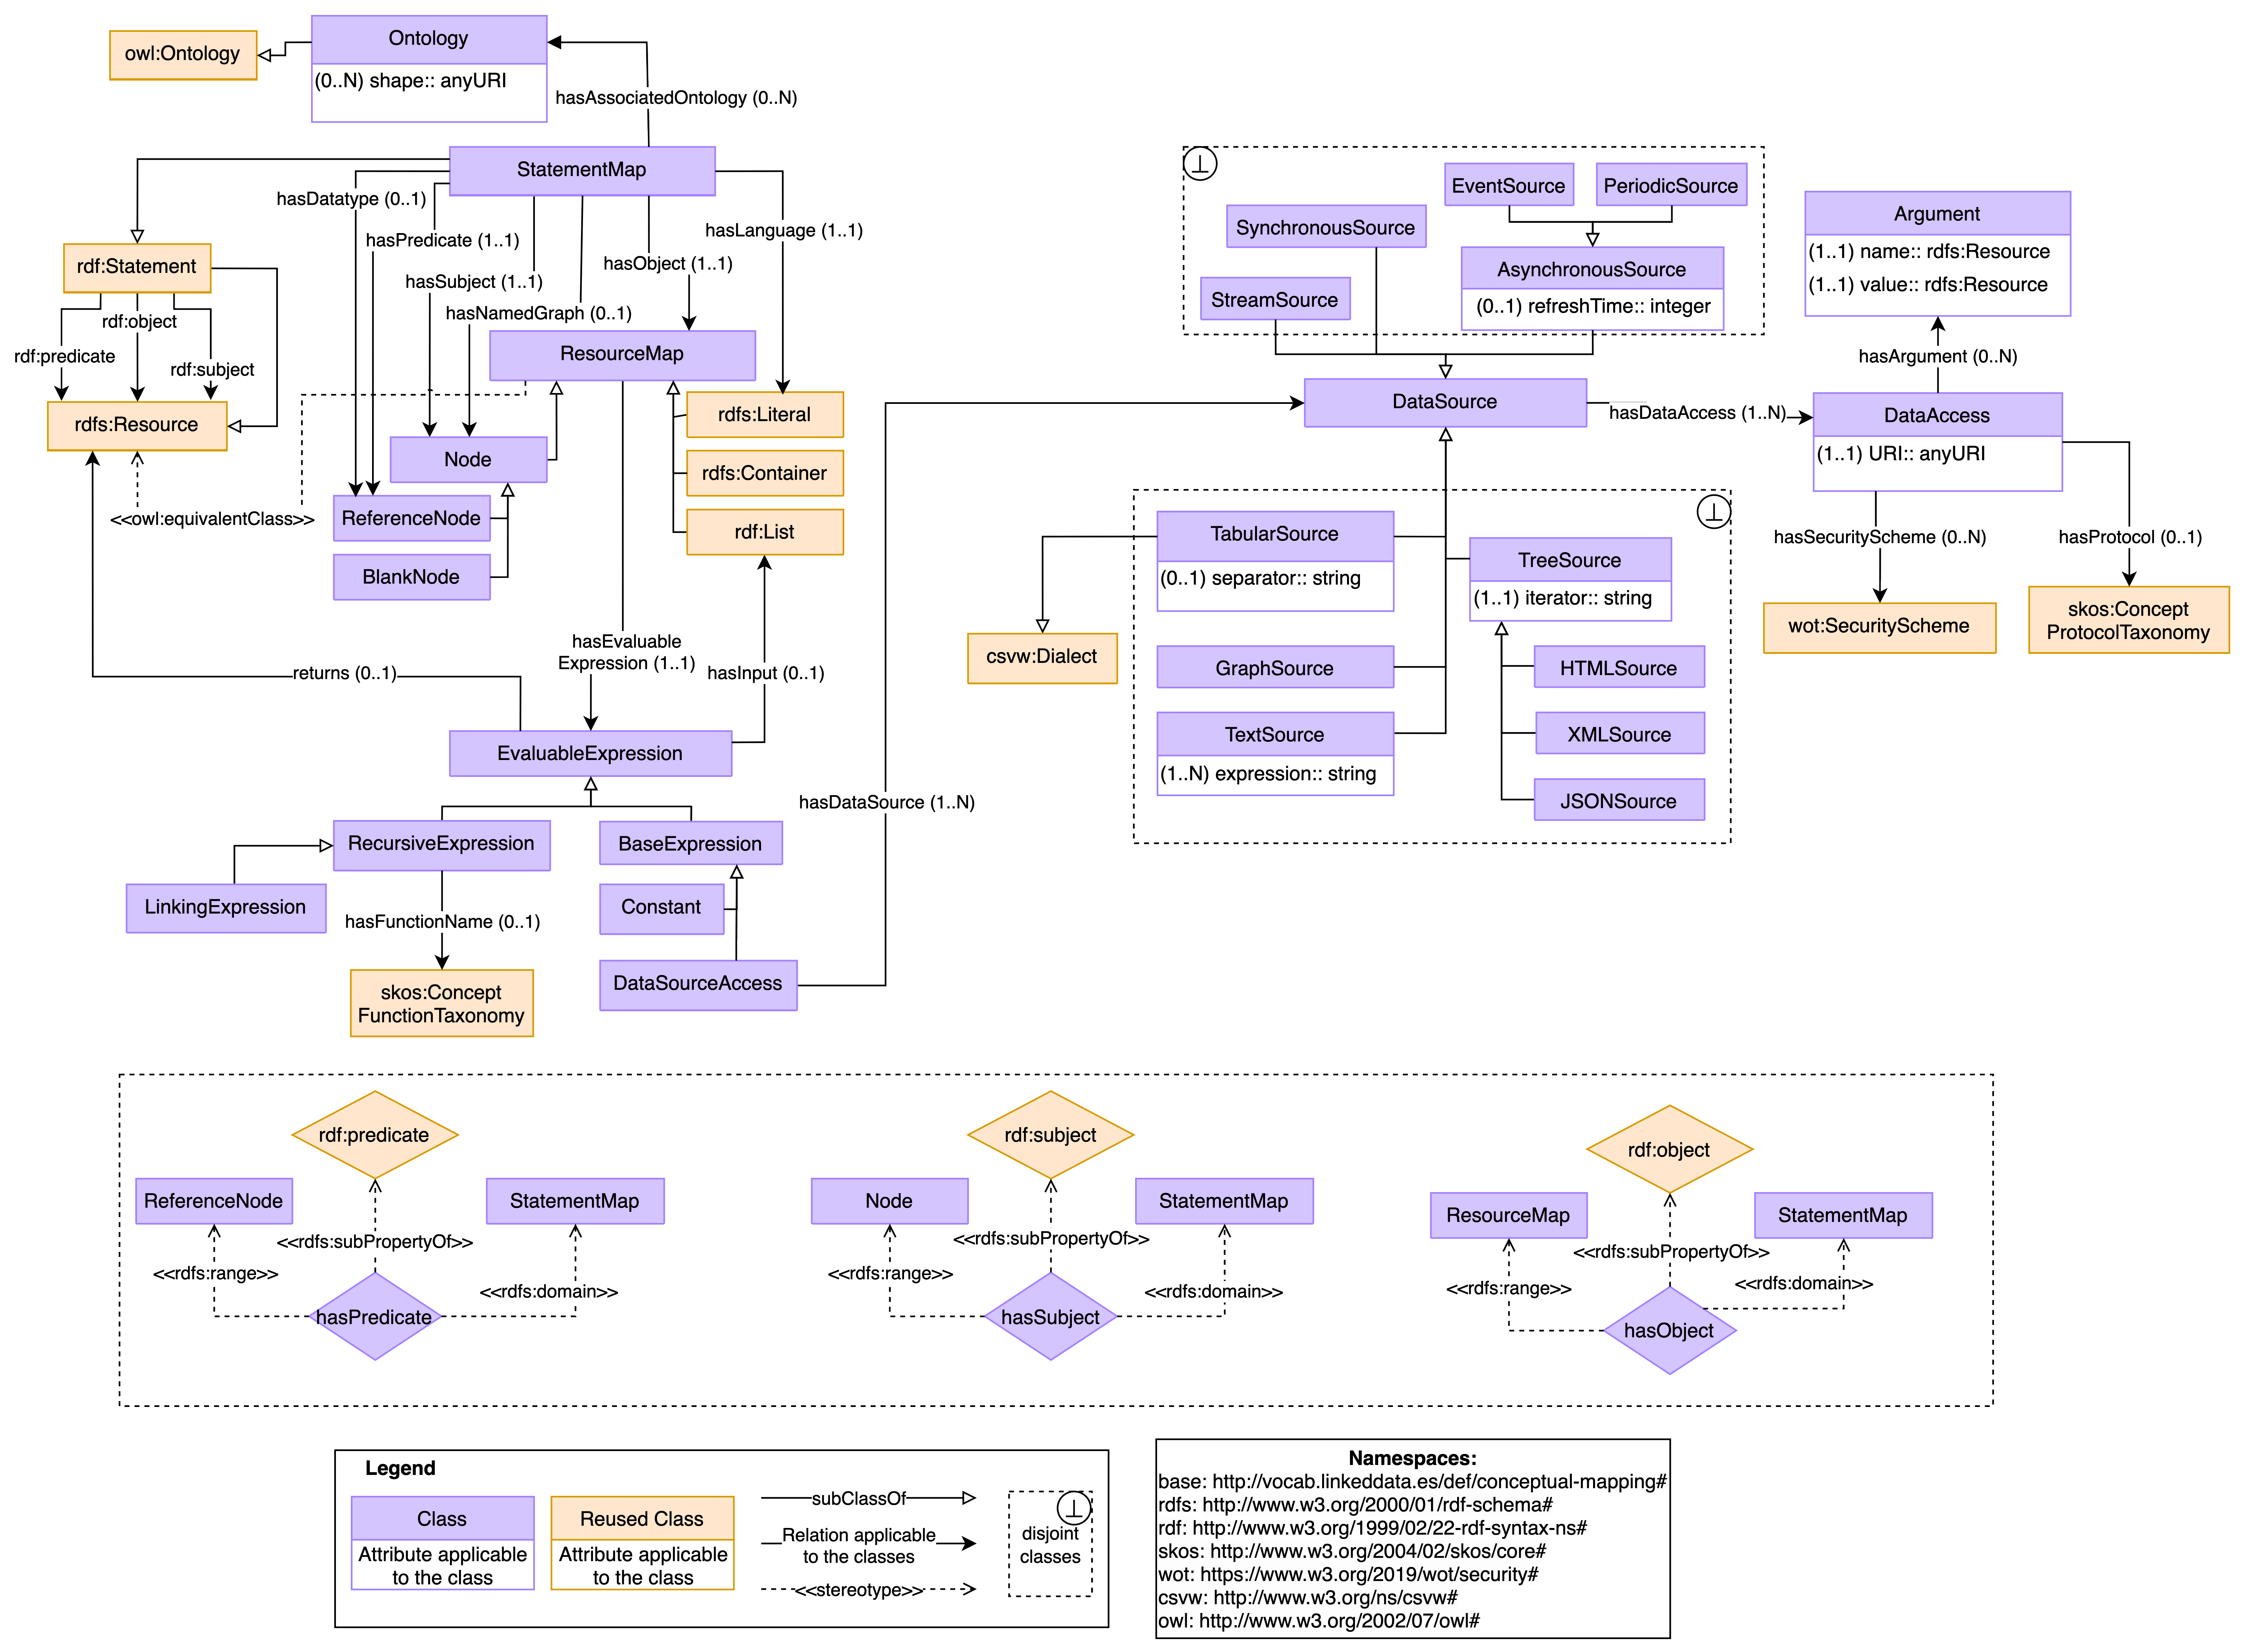 owl:Ontology
Ontology
(0..N) shape:: anyURI
hasAssociatedOntology (0..N)
StatementMap
hasDatatype (0..1)
hasPredicate (1..1)
hasSubject (1..1)
hasNamedGraph (0..1)
hasObject (1..1)
hasLanguage (1..1)
rdf:Statement
rdf:object
rdf:predicate
rdf:subject
rdfs:Resource
<<owl:equivalentClass>>
ResourceMap
rdfs:Literal
rdfs:Container
rdf:List
Node
ReferenceNode
BlankNode
hasEvaluable
Expression (1..1)
hasInput (0..1)
returns (0..1)
EvaluableExpression
RecursiveExpression
BaseExpression
LinkingExpression
Constant
hasFunctionName (0..1)
DataSourceAccess
skos:Concept
FunctionTaxonomy
hasDataSource (1..N)
EventSource
PeriodicSource
SynchronousSource
AsynchronousSource
(0..1) refreshTime:: integer
StreamSource
DataSource
hasDataAccess (1..N)
Argument
(1..1) name:: rdfs:Resource
(1..1) value:: rdfs:Resource
hasArgument (0..N)
DataAccess
(1..1) URI:: anyURI
hasSecurityScheme (0..N)
hasProtocol (0..1)
wot:SecurityScheme
skos:Concept
ProtocolTaxonomy
TabularSource
(0..1) separator:: string
TreeSource
(1..1) iterator:: string
csvw:Dialect
GraphSource
HTMLSource
TextSource
(1..N) expression:: string
XMLSource
JSONSource
rdf:predicate
ReferenceNode
StatementMap
<<rdfs:subPropertyOf>>
<<rdfs:range>>
<<rdfs:domain>>
hasPredicate
rdf:subject
Node
StatementMap
<<rdfs:subPropertyOf>>
<<rdfs:range>>
<<rdfs:domain>>
hasSubject
rdf:object
ResourceMap
StatementMap
<<rdfs:subPropertyOf>>
<<rdfs:range>>
<<rdfs:domain>>
hasObject
Legend
Class
Attribute applicable
to the class
Reused Class
Attribute applicable
to the class
subClassOf
Relation applicable
to the classes
<<stereotype>>
disjoint
classes
Namespaces:
base: http://vocab.linkeddata.es/def/conceptual-mapping#
rdfs: http://www.w3.org/2000/01/rdf-schema#
rdf: http://www.w3.org/1999/02/22-rdf-syntax-ns#
skos: http://www.w3.org/2004/02/skos/core#
wot: https://www.w3.org/2019/wot/security#
csvw: http://www.w3.org/ns/csvw#
owl: http://www.w3.org/2002/07/owl#